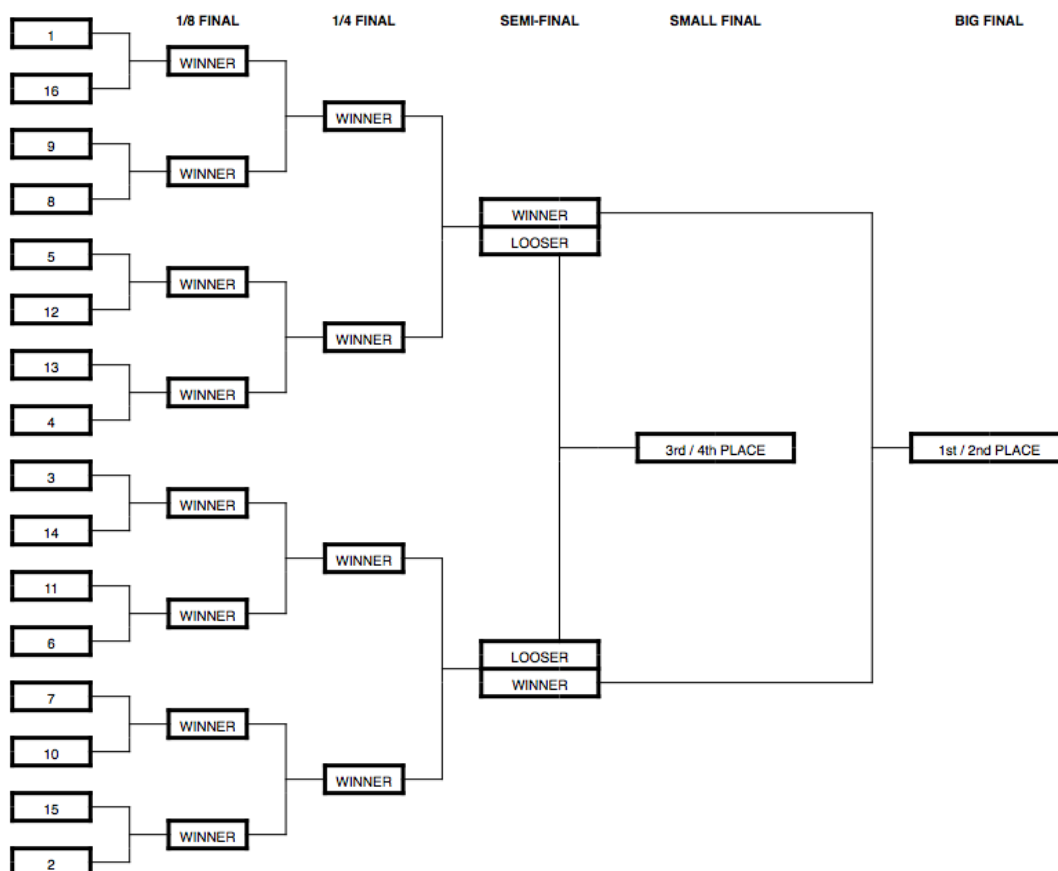 1/8 FINAL 1/4 FINAL SEMI-FINAL SMALL FINAL BIG FINAL
1
WINNER
16
WINNER
9
WINNER
8
WINNER
LOOSER
5
WINNER
12
WINNER
13
WINNER
4
3rd / 4th PLACE
1st / 2nd PLACE
3
WINNER
14
WINNER
11
WINNER
6
LOOSER
WINNER
7
WINNER
10
WINNER
15
WINNER
2